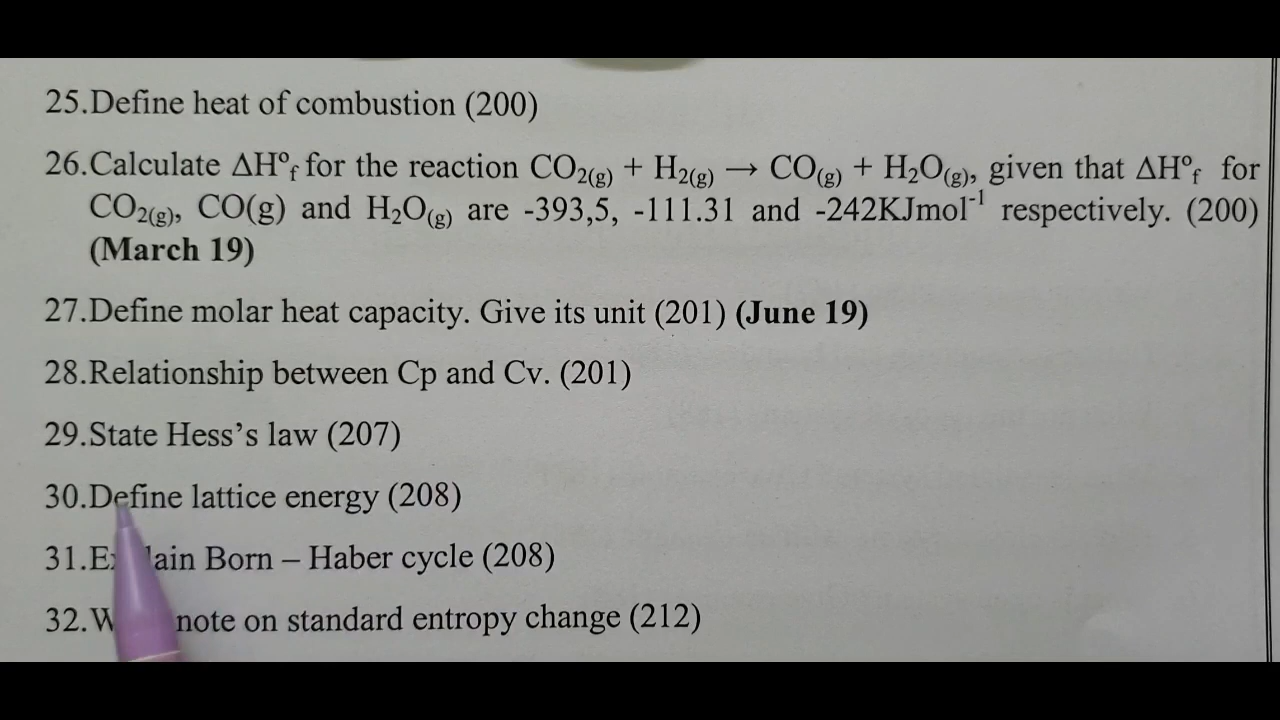 25.Define heat of combustion (200)
26.Calculate ΔH°f for the reaction CO2(g) + H2(g) → CO(g) + H2O(g), given that ΔH°f for
CO2(g), CO(g) and H2O(g) are -393,5, -111.31 and -242KJmol-1 respectively. (200)
(March 19)
27.Define molar heat capacity. Give its unit (201) (June 19)
28.Relationship between Cp and Cv. (201)
29.State Hess’s law (207)
30.Define lattice energy (208)
31. Born – Haber cycle (208)
32. note on standard entropy change (212)